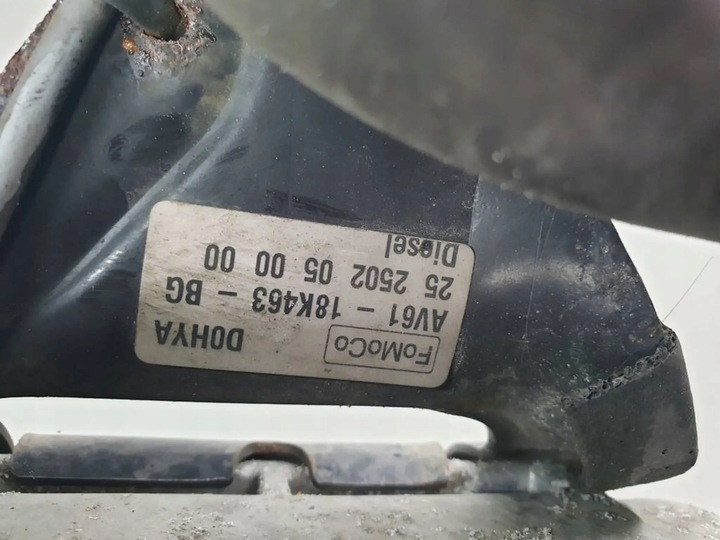 FoMoCo DOHYA
AV61 - 18K463 - BG
25 2502 05 00 00
Diesel